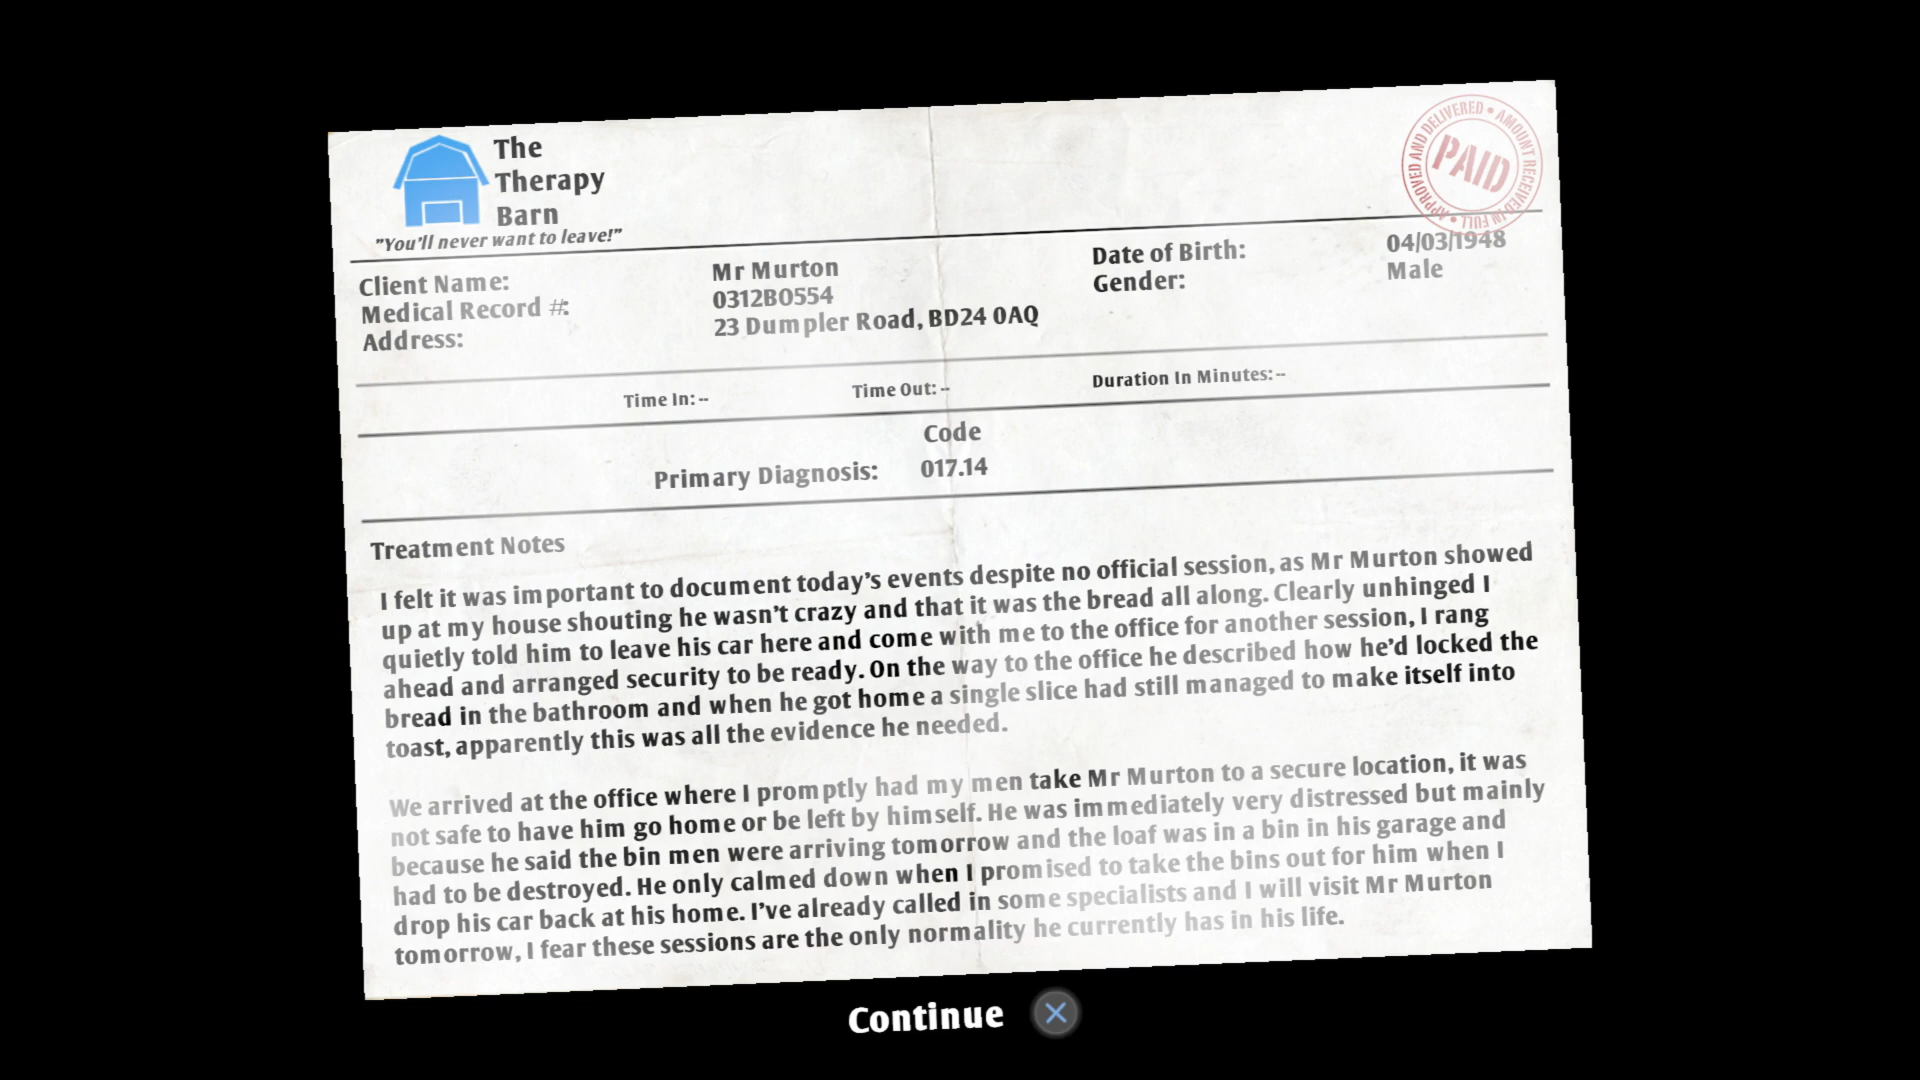 The
Therapy
Barn
"You'll never want to leave!"
APPROVED AND DELIVERED • AMOUNT RECEIVED IN FULL •
PAID
Client Name: Mr Murton Date of Birth: 04/03/1948
Medical Record #: 0312B0554 Gender: Male
Address: 23 Dumpler Road, BD24 0AQ
Time In: -- Time Out: -- Duration In Minutes: --
Code
Primary Diagnosis: 017.14
Treatment Notes
I felt it was important to document today's events despite no official session, as Mr Murton showed
up at my house shouting he wasn't crazy and that it was the bread all along. Clearly unhinged I
quietly told him to leave his car here and come with me to the office for another session, I rang
ahead and arranged security to be ready. On the way to the office he described how he'd locked the
bread in the bathroom and when he got home a single slice had still managed to make itself into
toast, apparently this was all the evidence he needed.
We arrived at the office where I promptly had my men take Mr Murton to a secure location, it was
not safe to have him go home or be left by himself. He was immediately very distressed but mainly
because he said the bin men were arriving tomorrow and the loaf was in a bin in his garage and
had to be destroyed. He only calmed down when I promised to take the bins out for him when I
drop his car back at his home. I've already called in some specialists and I will visit Mr Murton
tomorrow, I fear these sessions are the only normality he currently has in his life.
Continue